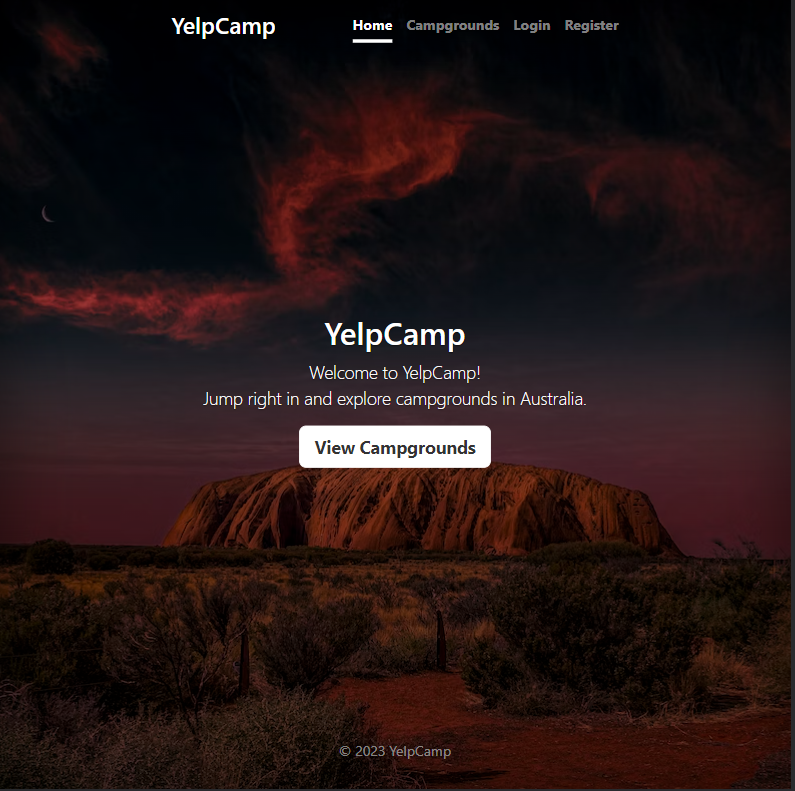 YelpCamp Home Campgrounds Login Register
YelpCamp
Welcome to YelpCamp!
Jump right in and explore campgrounds in Australia.
View Campgrounds
© 2023 YelpCamp